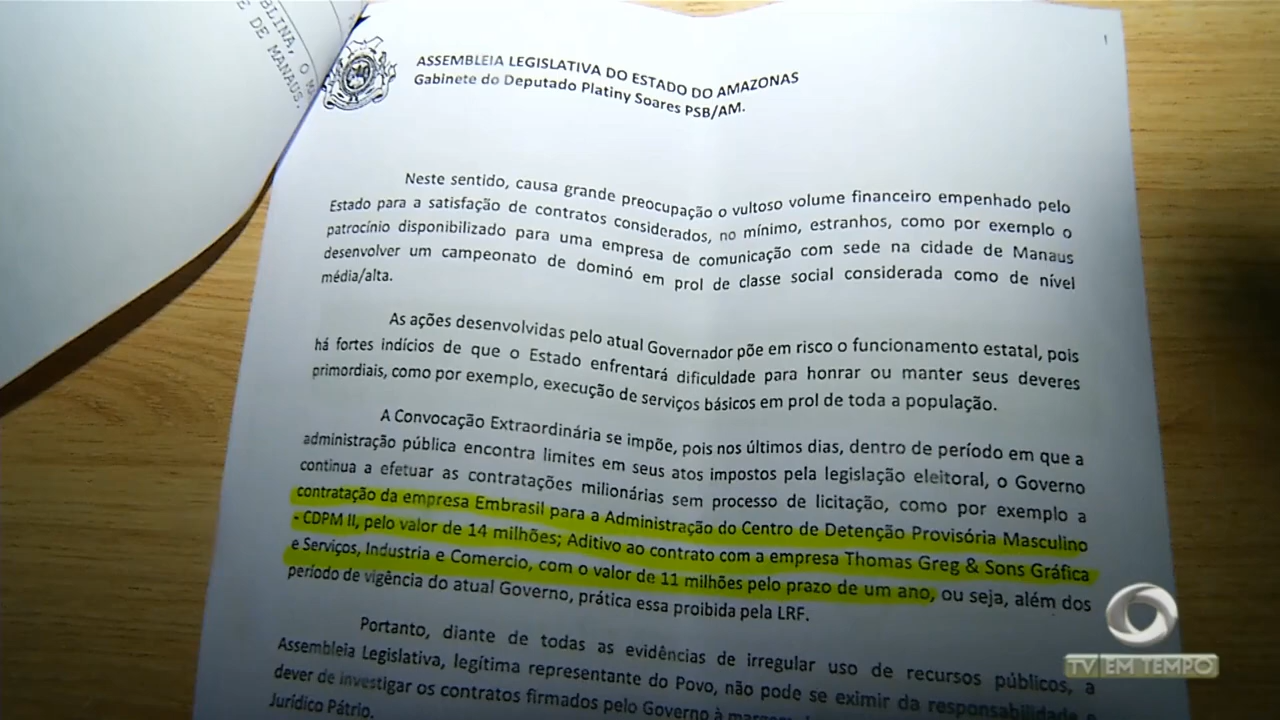 BLINA, O M
E DE MANAUS.
1
ASSEMBLEIA LEGISLATIVA DO ESTADO DO AMAZONAS
Gabinete do Deputado Platiny Soares PSB/AM.
Neste sentido, causa grande preocupação o vultoso volume financeiro empenhado pelo
Estado para a satisfação de contratos considerados, no mínimo, estranhos, como por exemplo o
patrocínio disponibilizado para uma empresa de comunicação com sede na cidade de Manaus
desenvolver um campeonato de dominó em prol de classe social considerada como de nível
média/alta.
As ações desenvolvidas pelo atual Governador põe em risco o funcionamento estatal, pois
há fortes indícios de que o Estado enfrentará dificuldade para honrar ou manter seus deveres
primordiais, como por exemplo, execução de serviços básicos em prol de toda a população.
A Convocação Extraordinária se impõe, pois nos últimos dias, dentro de período em que a
administração pública encontra limites em seus atos impostos pela legislação eleitoral, o Governo
continua a efetuar as contratações milionárias sem processo de licitação, como por exemplo a
contratação da empresa Embrasil para a Administração do Centro de Detenção Provisória Masculino
- CDPM II, pelo valor de 14 milhões; Aditivo ao contrato com a empresa Thomas Greg & Sons Gráfica
e Serviços, Industria e Comercio, com o valor de 11 milhões pelo prazo de um ano, ou seja, além dos
período de vigência do atual Governo, prática essa proibida pela LRF.
Portanto, diante de todas as evidências de irregular uso de recursos públicos, a
Assembleia Legislativa, legítima representante do Povo, não pode se eximir da responsabilidade e
dever de investigar os contratos firmados pelo Governo à
Jurídico Pátrio.
TV EM TEMPO